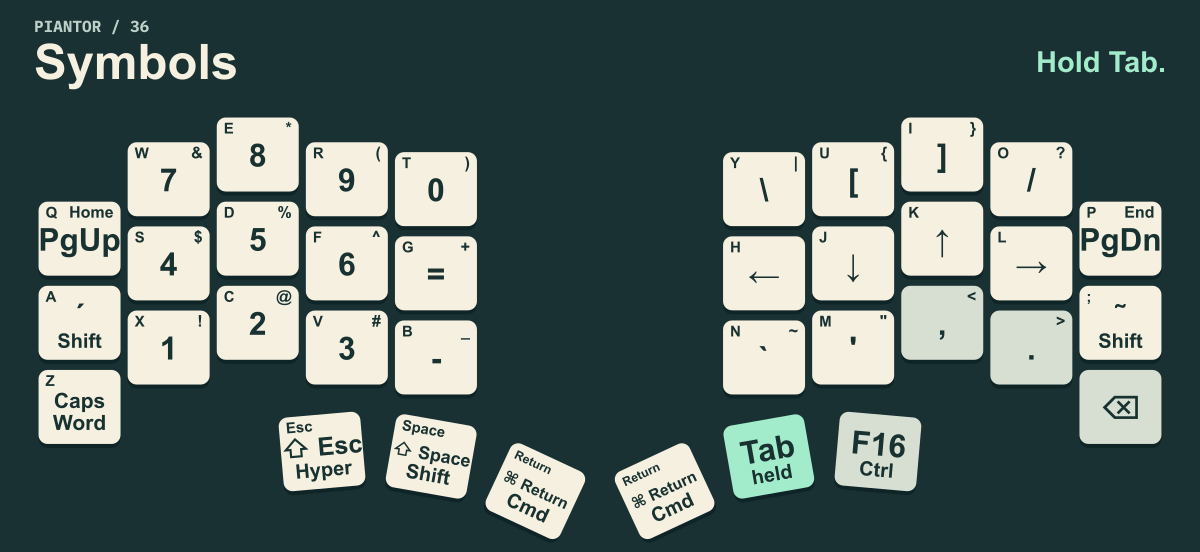 PIANTOR / 36
Symbols
Hold Tab.
Q Home
PgUp
W &
7
E *
8
R (
9
T )
0
Y |
\
U {
[
I }
]
O ?
/
P End
PgDn
A
´
Shift
S $
4
D %
5
F ^
6
G +
=
H
←
J
↓
K
↑
L
→
;
~
Shift
Z
Caps
Word
X !
1
C @
2
V #
3
B _
-
N ~
`
M "
'
<
,
>
.
⌫
Esc
⇧ Esc
Hyper
Space
⇧ Space
Shift
Return
⌘ Return
Cmd
Return
⌘ Return
Cmd
Tab
held
F16
Ctrl